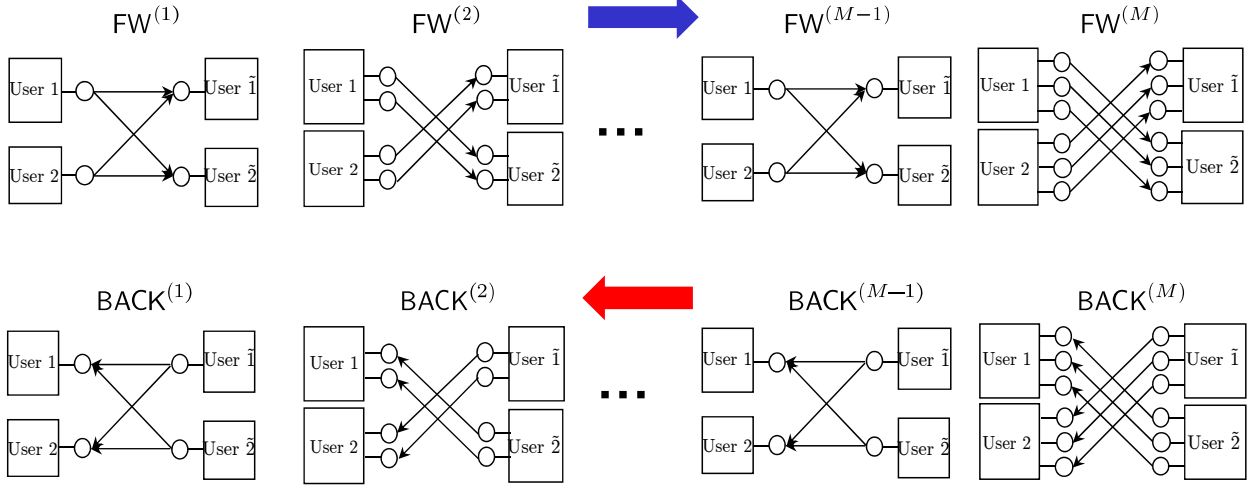 FW^(1) FW^(2) FW^(M−1) FW^(M)
User 1 User 1̃ User 1 User 1̃ ... User 1 User 1̃ User 1 User 1̃
User 2 User 2̃ User 2 User 2̃ User 2 User 2̃ User 2 User 2̃
BACK^(1) BACK^(2) BACK^(M−1) BACK^(M)
User 1 User 1̃ User 1 User 1̃ ... User 1 User 1̃ User 1 User 1̃
User 2 User 2̃ User 2 User 2̃ User 2 User 2̃ User 2 User 2̃